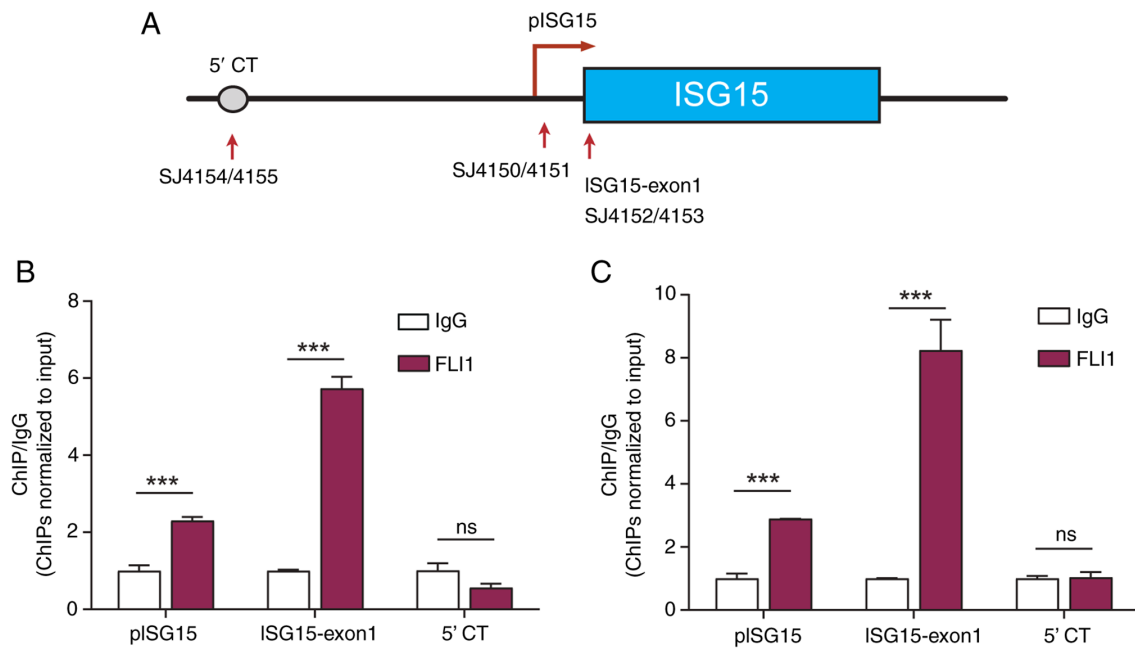 A
pISG15
5′ CT
ISG15
SJ4154/4155
SJ4150/4151
ISG15-exon1
SJ4152/4153
B
ChIP/IgG
(ChIPs normalized to input)
8
6
4
2
0
IgG
FLI1
***
***
ns
pISG15
ISG15-exon1
5′ CT
C
ChIP/IgG
(ChIPs normalized to input)
10
8
6
4
2
0
IgG
FLI1
***
***
ns
pISG15
ISG15-exon1
5′ CT